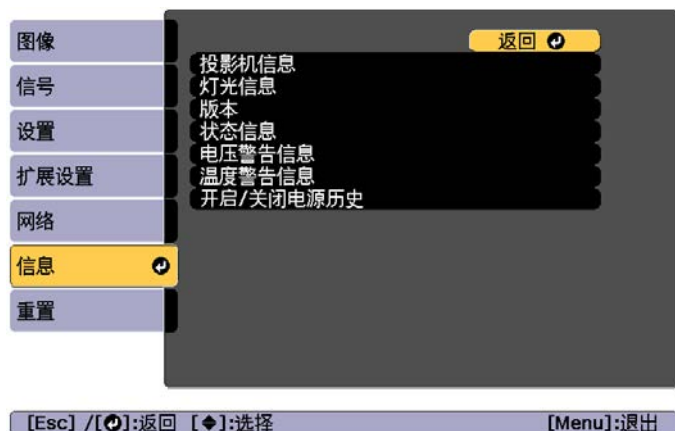 图像
信号
设置
扩展设置
网络
信息
重置
返回
投影机信息
灯光信息
版本
状态信息
电压警告信息
温度警告信息
开启/关闭电源历史
[Esc] /[]:返回 [◆]:选择 [Menu]:退出